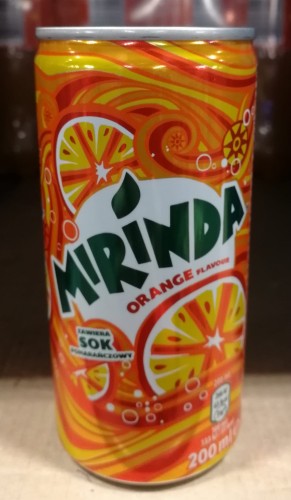 MIRINDA
ORANGE FLAVOUR
ZAWIERA
SOK
POMARAŃCZOWY
200 ml